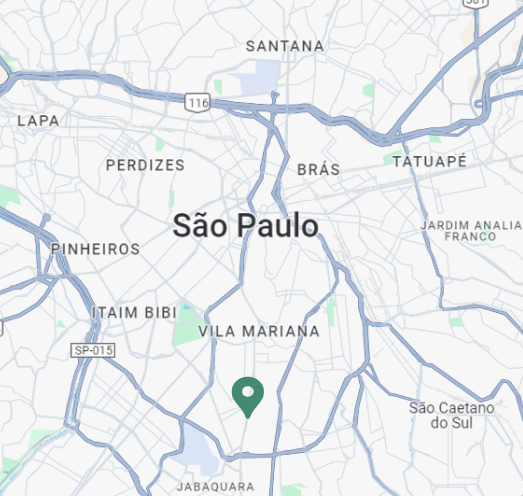 SANTANA
116
LAPA
PERDIZES
BRÁS
TATUAPÉ
São Paulo
JARDIM ANALIA
FRANCO
PINHEIROS
ITAIM BIBI
VILA MARIANA
SP-015
São Caetano
do Sul
JABAQUARA